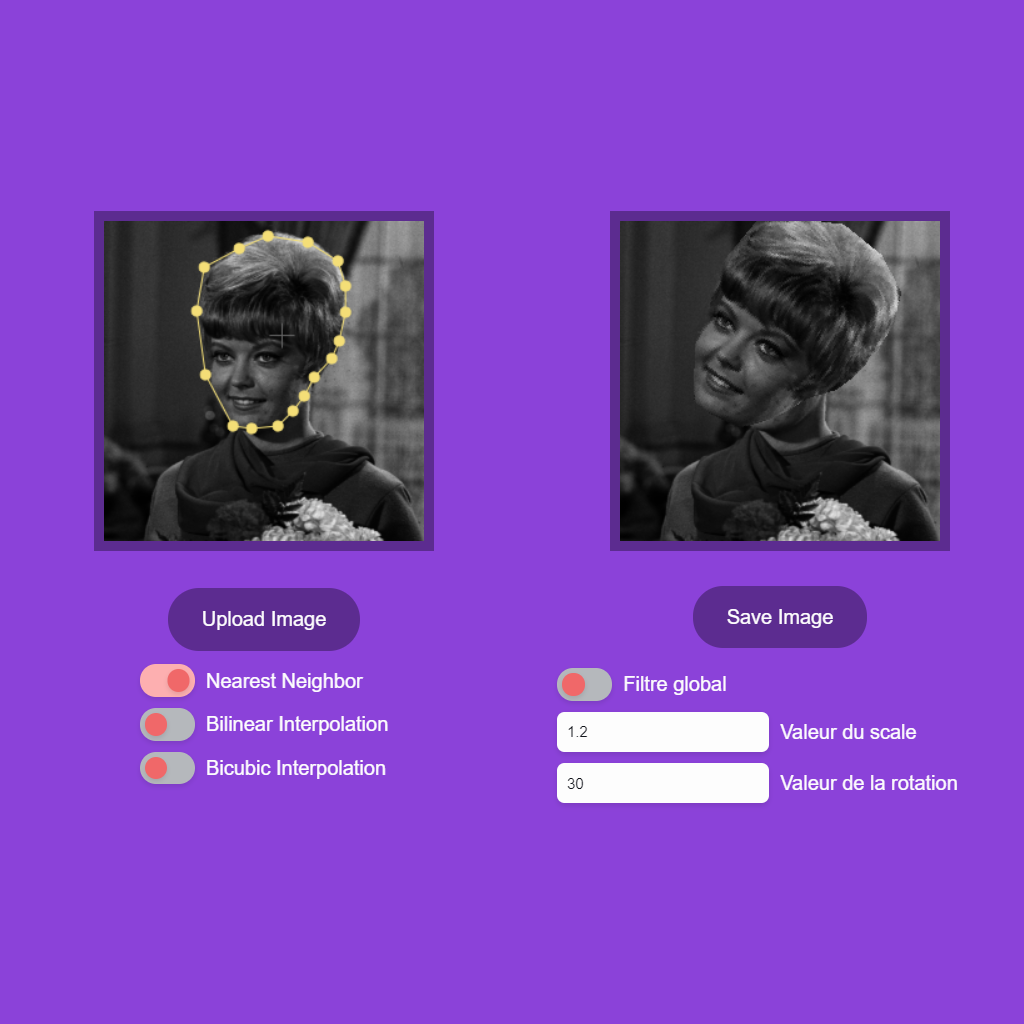 Upload Image
Nearest Neighbor
Bilinear Interpolation
Bicubic Interpolation
Save Image
Filtre global
1.2 Valeur du scale
30 Valeur de la rotation